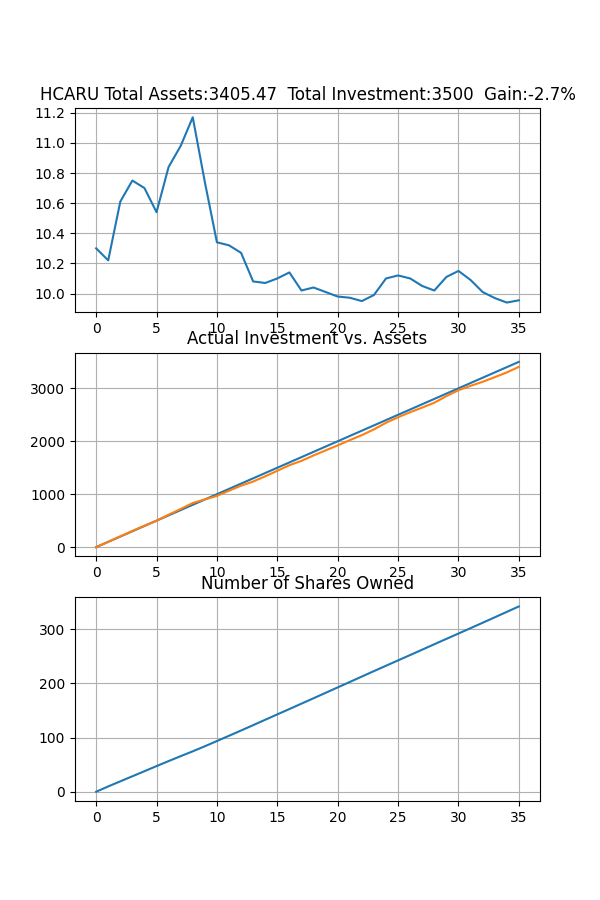 HCARU Total Assets:3405.47  Total Investment:3500  Gain:-2.7%
11.2
11.0
10.8
10.6
10.4
10.2
10.0
0 5 10 15 20 25 30 35
Actual Investment vs. Assets
3000
2000
1000
0
0 5 10 15 20 25 30 35
Number of Shares Owned
300
200
100
0
0 5 10 15 20 25 30 35